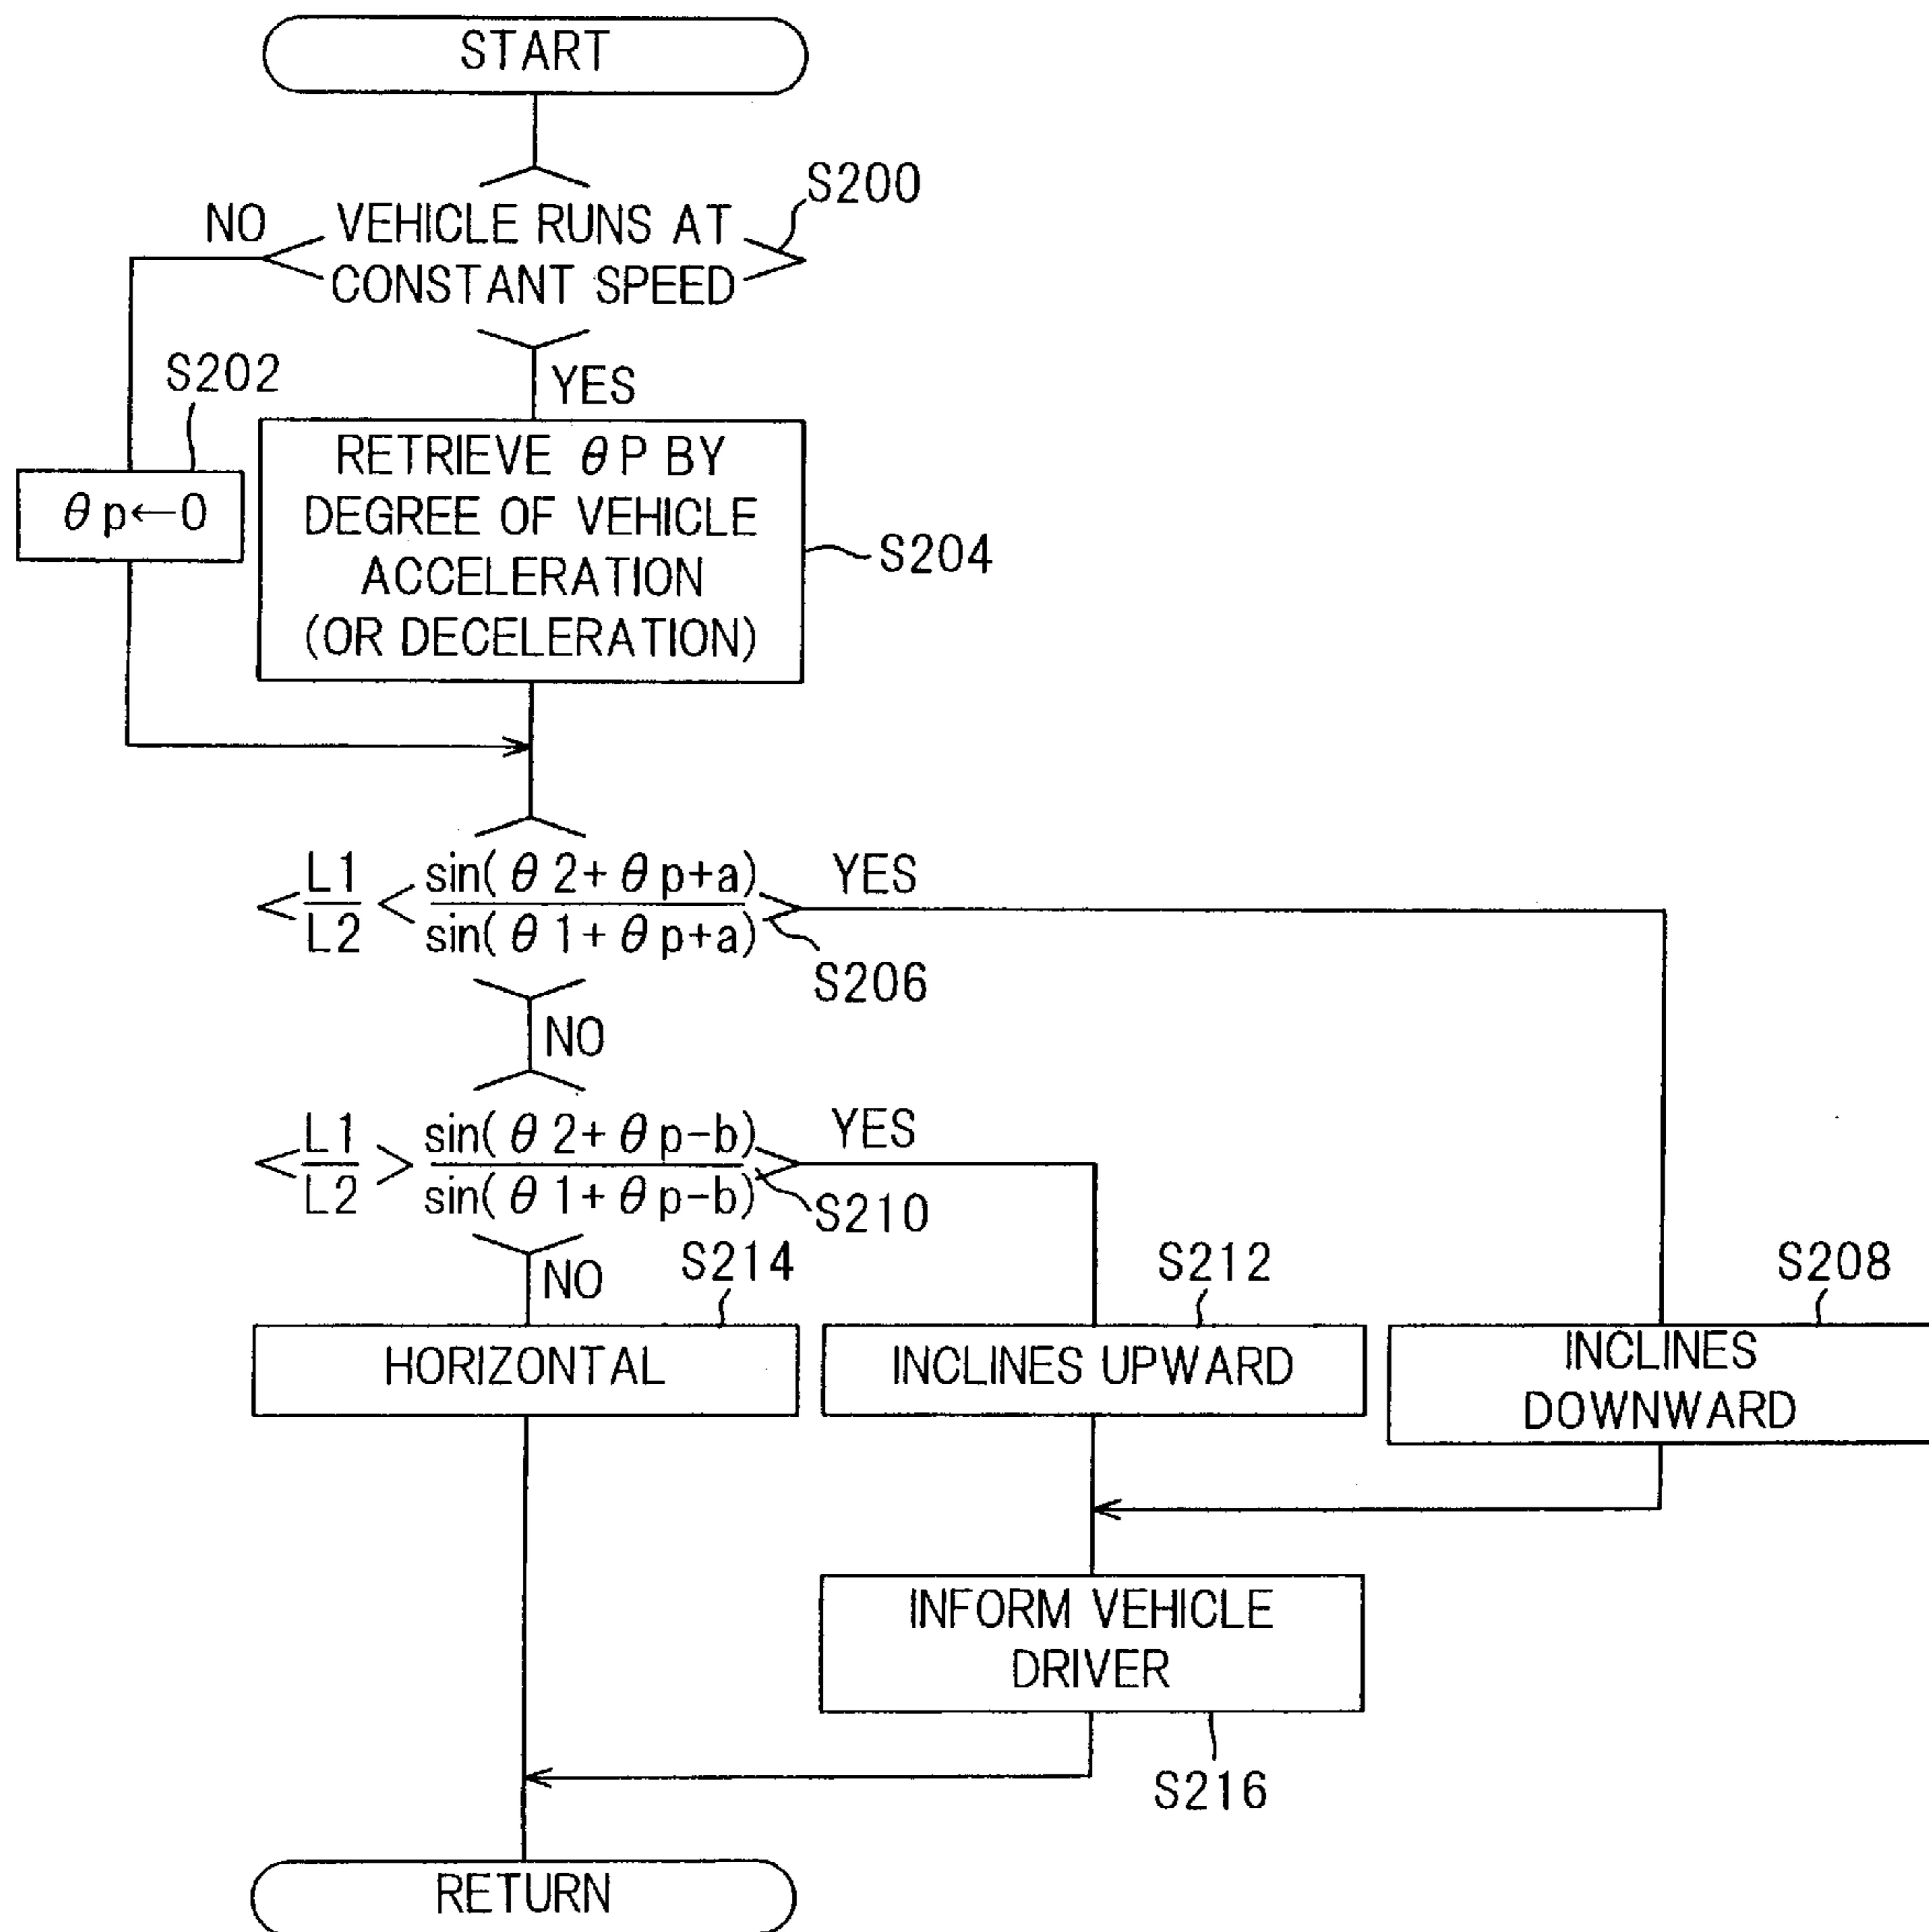 START
S200
NO
VEHICLE RUNS AT
CONSTANT SPEED
S202
YES
θp←0
RETRIEVE θP BY
DEGREE OF VEHICLE
ACCELERATION
(OR DECELERATION)
S204
L1/L2 < sin(θ2+θp+a)/sin(θ1+θp+a)
YES
S206
NO
L1/L2 > sin(θ2+θp-b)/sin(θ1+θp-b)
YES
S210
NO
S214
S212
S208
HORIZONTAL
INCLINES UPWARD
INCLINES
DOWNWARD
INFORM VEHICLE
DRIVER
S216
RETURN